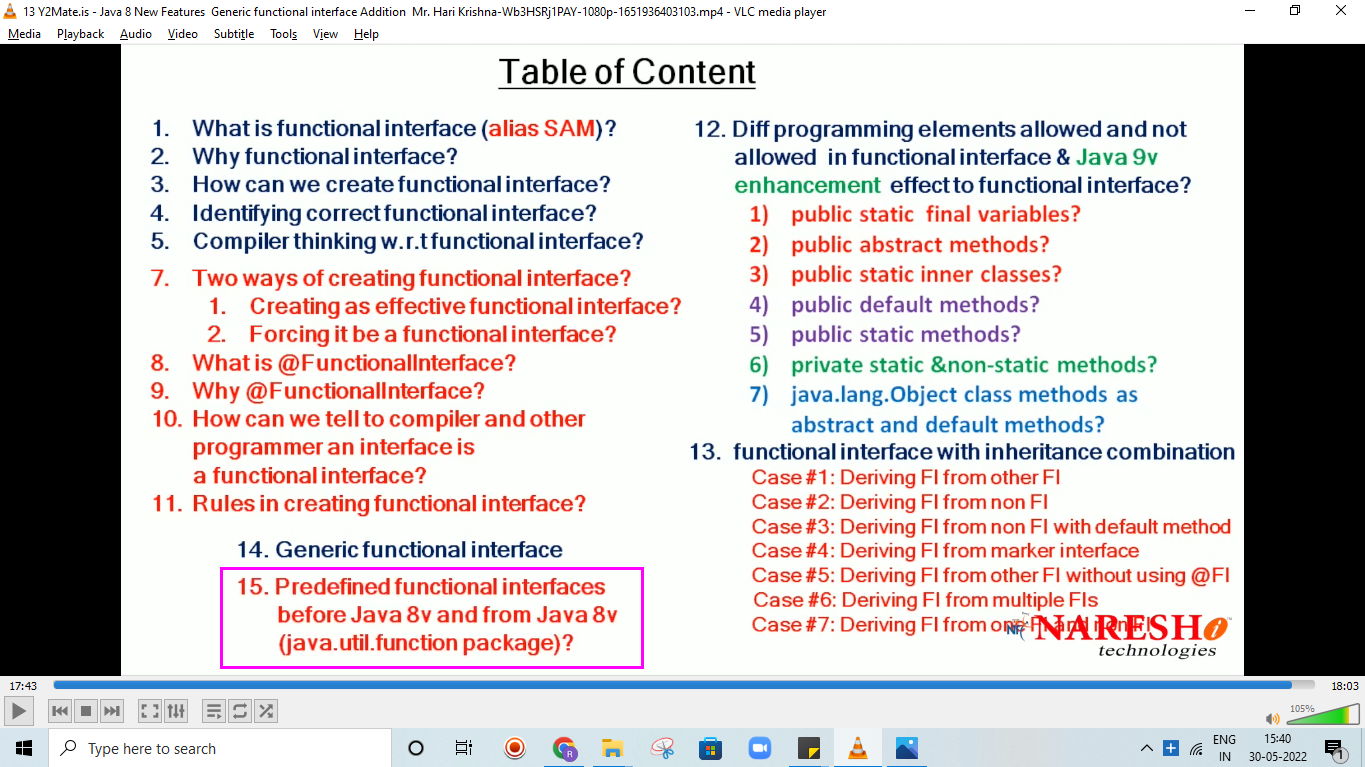 13 Y2Mate.is - Java 8 New Features Generic functional interface Addition Mr. Hari Krishna-Wb3HSRj1PAY-1080p-1651936403103.mp4 - VLC media player
Media Playback Audio Video Subtitle Tools View Help
Table of Content
1. What is functional interface (alias SAM)?
2. Why functional interface?
3. How can we create functional interface?
4. Identifying correct functional interface?
5. Compiler thinking w.r.t functional interface?
7. Two ways of creating functional interface?
1. Creating as effective functional interface?
2. Forcing it be a functional interface?
8. What is @FunctionalInterface?
9. Why @FunctionalInterface?
10. How can we tell to compiler and other
programmer an interface is
a functional interface?
11. Rules in creating functional interface?
12. Diff programming elements allowed and not
allowed in functional interface & Java 9v
enhancement effect to functional interface?
1) public static final variables?
2) public abstract methods?
3) public static inner classes?
4) public default methods?
5) public static methods?
6) private static &non-static methods?
7) java.lang.Object class methods as
abstract and default methods?
13. functional interface with inheritance combination
Case #1: Deriving FI from other FI
Case #2: Deriving FI from non FI
Case #3: Deriving FI from non FI with default method
Case #4: Deriving FI from marker interface
Case #5: Deriving FI from other FI without using @FI
Case #6: Deriving FI from multiple FIs
Case #7: Deriving FI from one FI and non FI
14. Generic functional interface
15. Predefined functional interfaces
before Java 8v and from Java 8v
(java.util.function package)?
NARESH i
technologies
17:43
18:03
105%
Type here to search
R
ENG
IN
15:40
30-05-2022
1